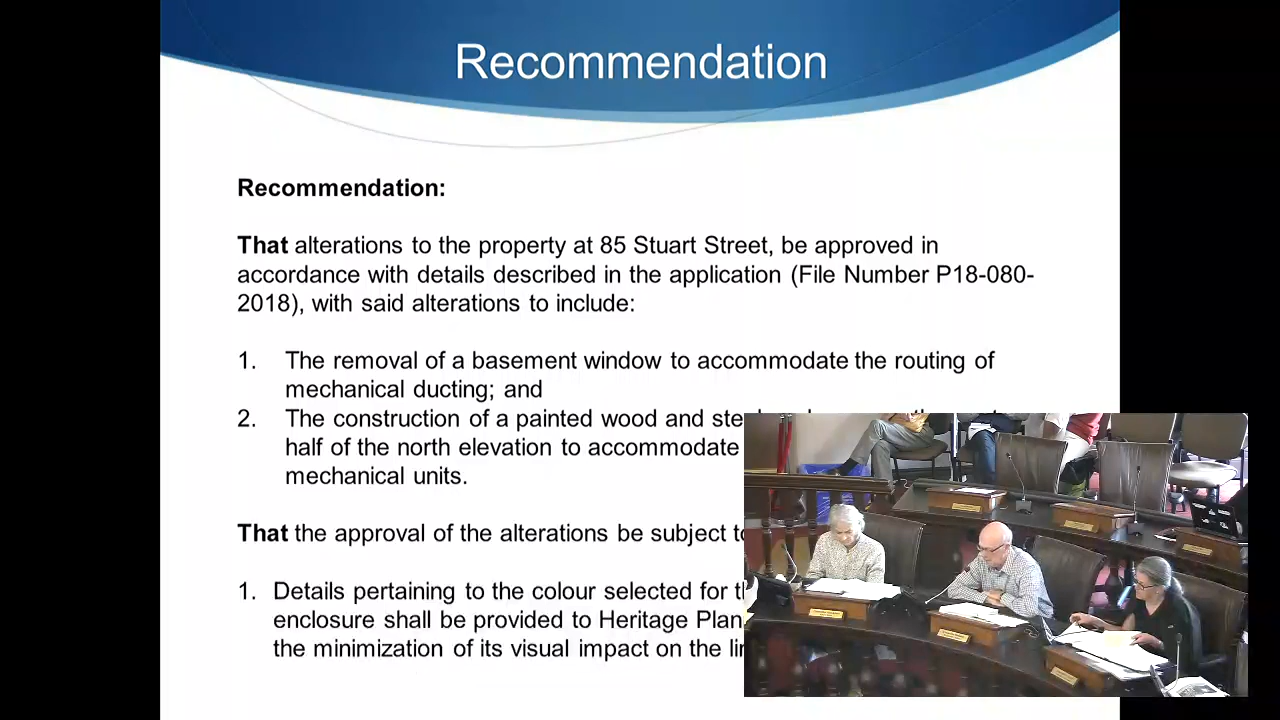 Recommendation
Recommendation:
That alterations to the property at 85 Stuart Street, be approved in
accordance with details described in the application (File Number P18-080-
2018), with said alterations to include:
1. The removal of a basement window to accommodate the routing of
mechanical ducting; and
2. The construction of a painted wood and
half of the north elevation to accommodate
mechanical units.
That the approval of the alterations be subject
1. Details pertaining to the colour selected for
enclosure shall be provided to Heritage
the minimization of its visual impact on the